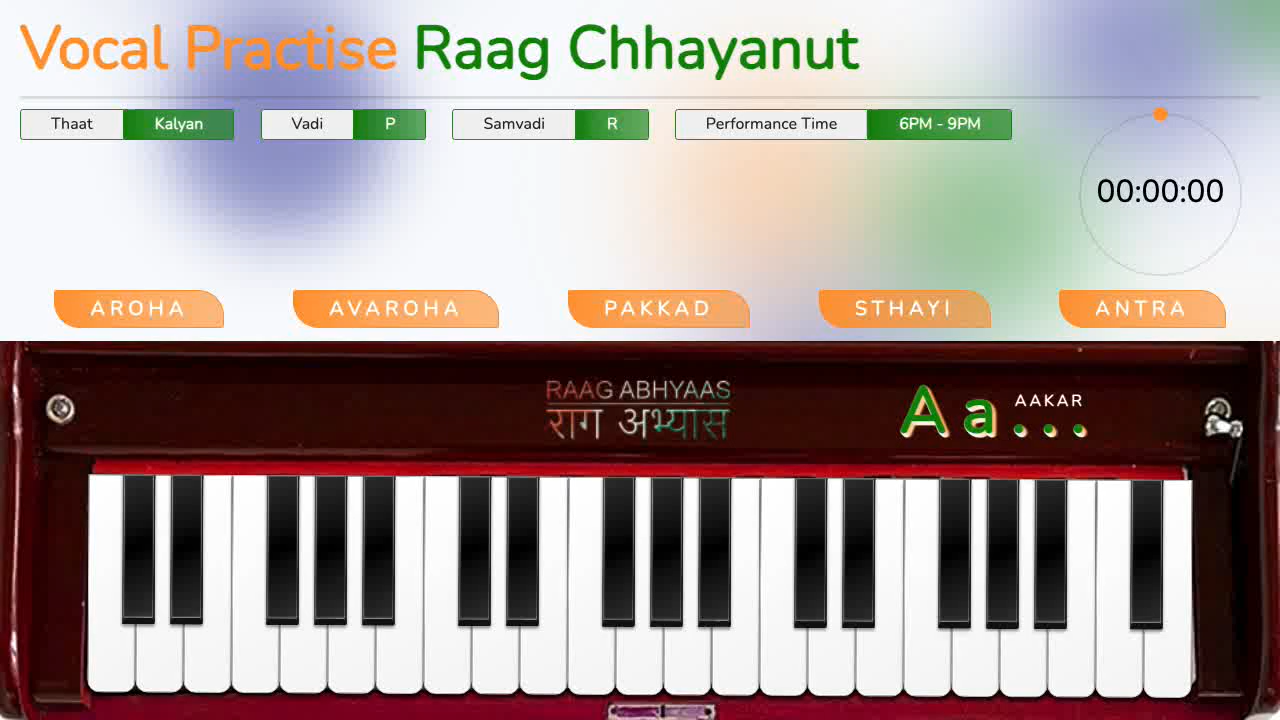 Vocal Practise Raag Chhayanut
Thaat Kalyan Vadi P Samvadi R Performance Time 6PM - 9PM
00:00:00
AROHA AVAROHA PAKKAD STHAYI ANTRA
RAAG ABHYAAS
राग अभ्यास
A a . . .
AAKAR